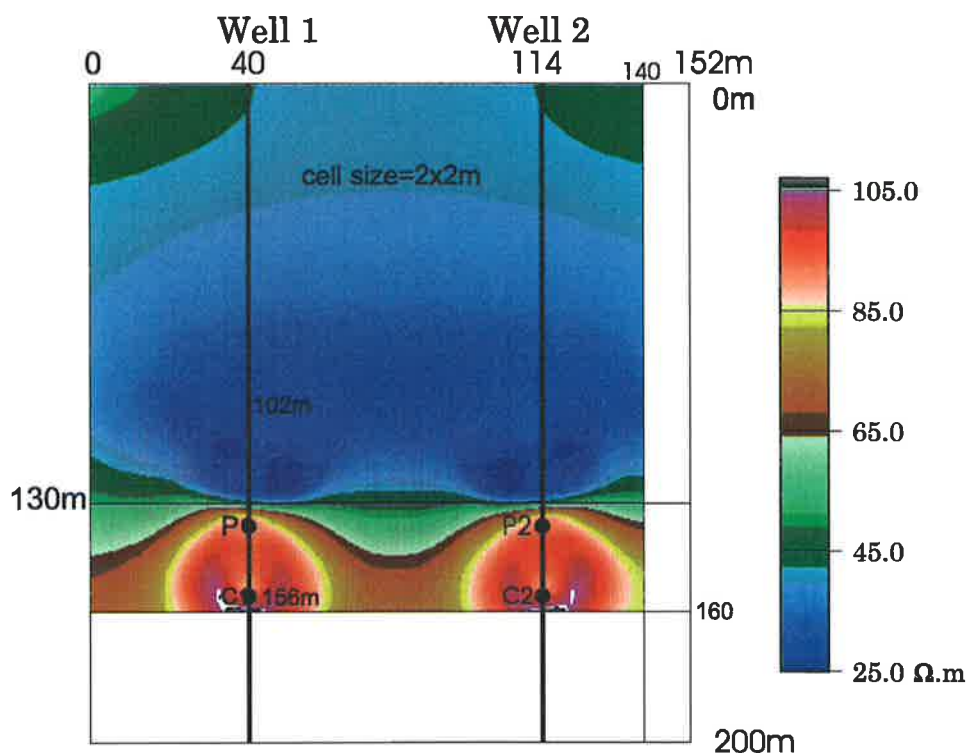 Well 1 Well 2
0 40 114 140 152m
0m
cell size=2x2m
105.0
85.0
102m
65.0
130m
P P2
45.0
C 156m C2
160
25.0 Ω.m
200m